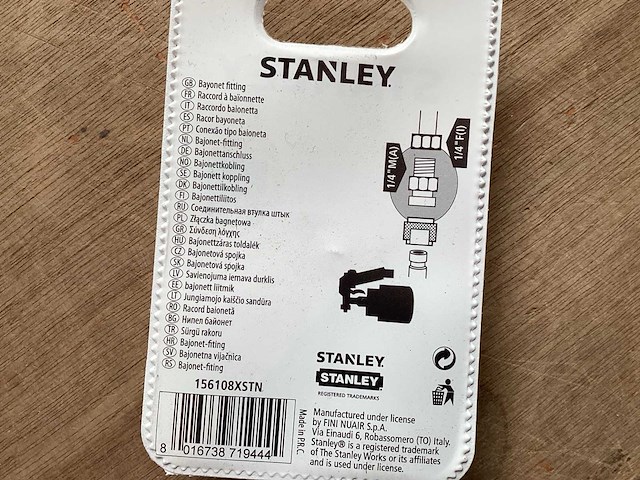 STANLEY.
GB Bayonet fitting
FR Raccord à baïonnette
IT Raccordo baionetta
ES Racor bayoneta
PT Conexão tipo baioneta
NL Bajonet-fitting
DE Bajonettanschluss
NO Bajonettkobling
SE Bajonett koppling
DK Bajonettilkobling
FI Bajonettiliitos
RU Соединительная втулка штык
PL Złączka bagnetowa
GR Σύνδεση λόγχης
HU Bajonettzáras toldalék
CZ Bajonetová spojka
SK Bajonetová spojka
LV Savienojuma iemava durklis
EE bajonett liitmik
LT Jungiamojo kaiščio sandūra
RO Racord baionetă
BG Нипел байонет
TR Sürgü rakoru
HR Bajonet-fiting
SV Bajonetna vijačnica
RS Bajonet-fiting
156108XSTN
8 016738 719444
Made in P.R.C.
1/4"M(A)
1/4"F(I)
STANLEY.
STANLEY
REGISTERED TRADEMARKS
Manufactured under license
by FINI NUAIR S.p.A.
Via Einaudi 6, Robassomero (TO) Italy.
Stanley® is a registered trademark
of The Stanley Works or its affiliates
and is used under license.